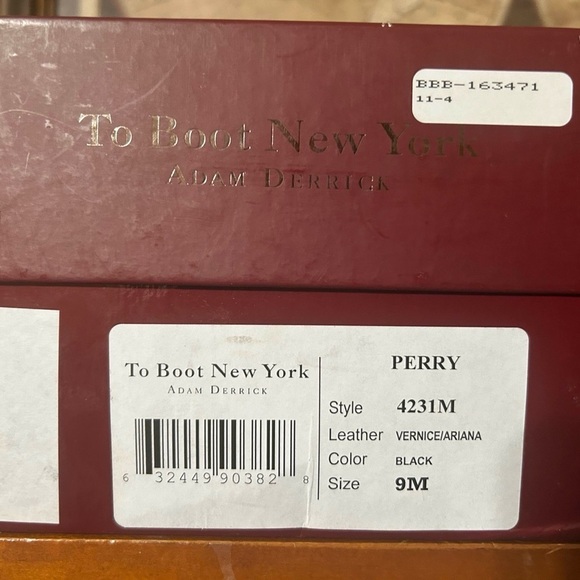 BBB-163471
11-4
To Boot New York
ADAM DERRICK
To Boot New York
ADAM DERRICK
6 32449 90382 8
PERRY
Style 4231M
Leather VERNICE/ARIANA
Color BLACK
Size 9M